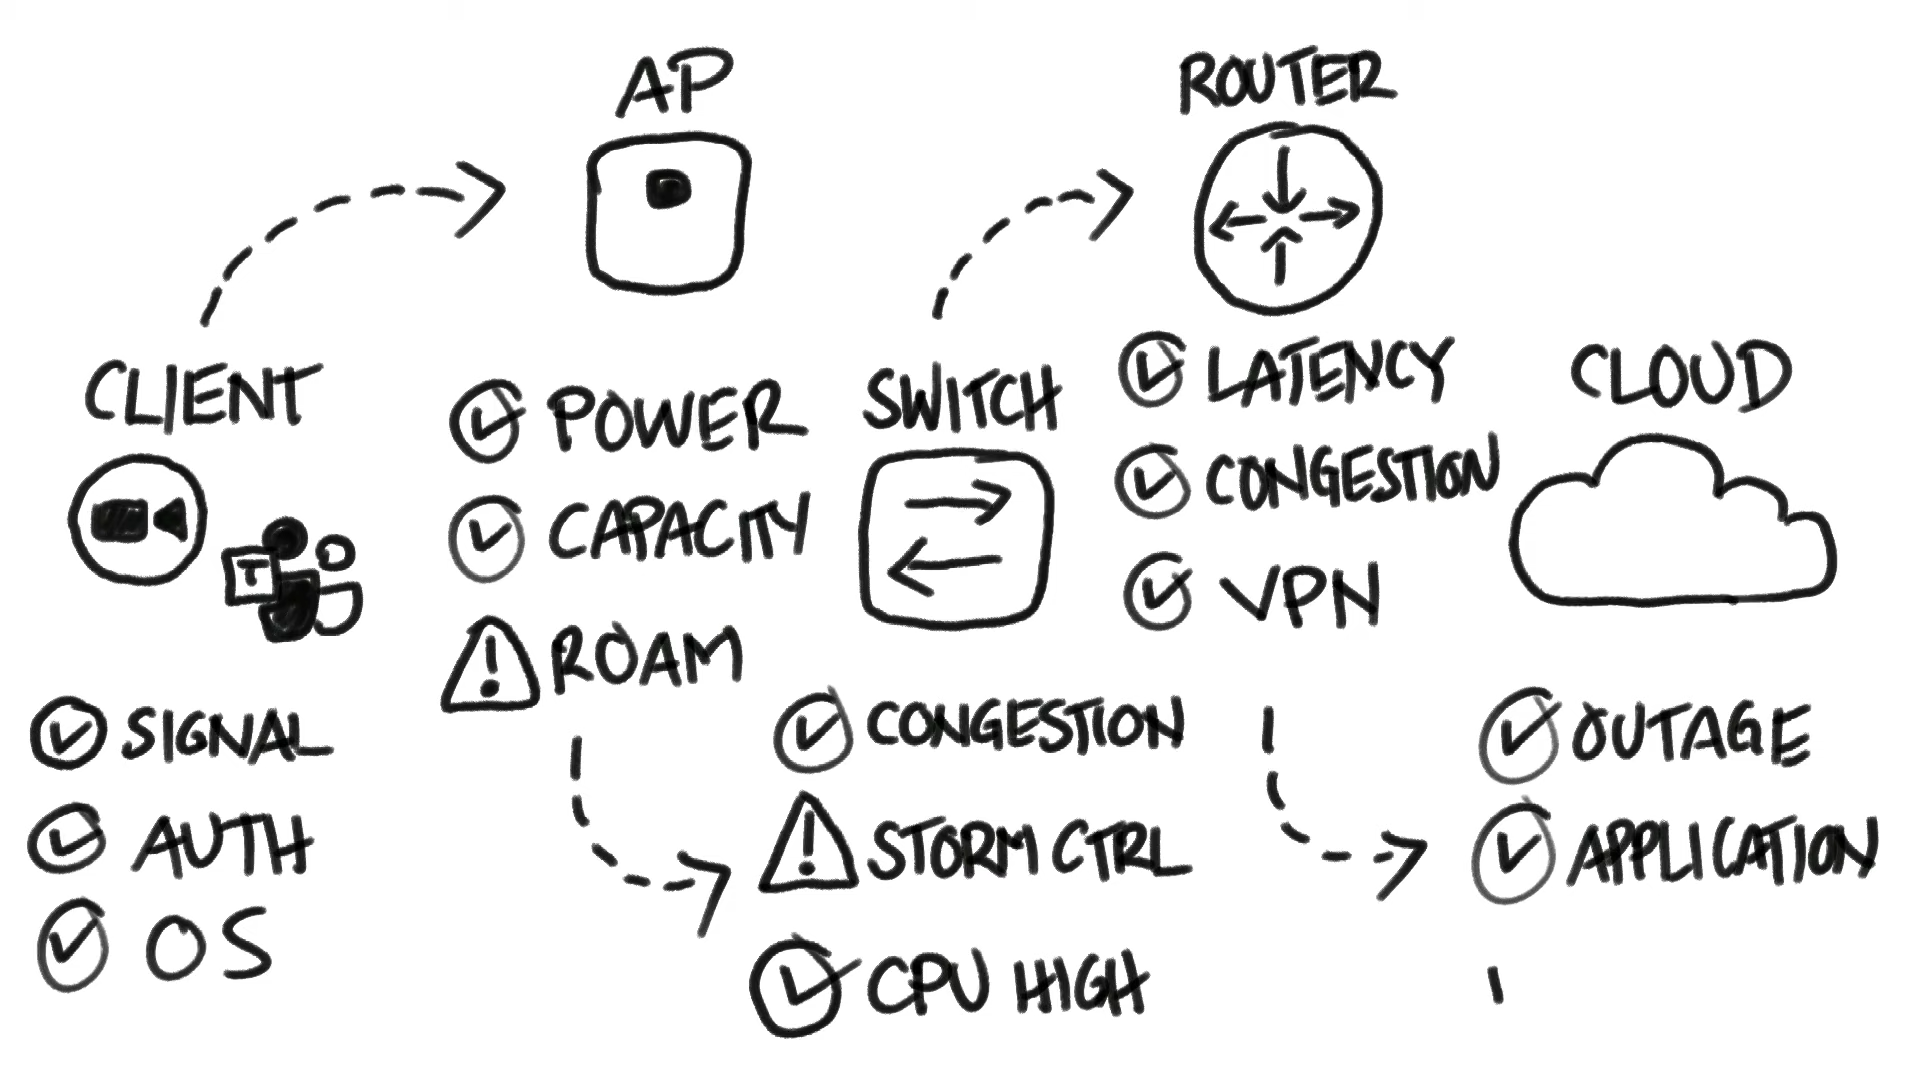 CLIENT
T
SIGNAL
AUTH
OS
AP
POWER
CAPACITY
ROAM
SWITCH
CONGESTION
STORM CTRL
CPU HIGH
ROUTER
LATENCY
CONGESTION
VPN
CLOUD
OUTAGE
APPLICATION